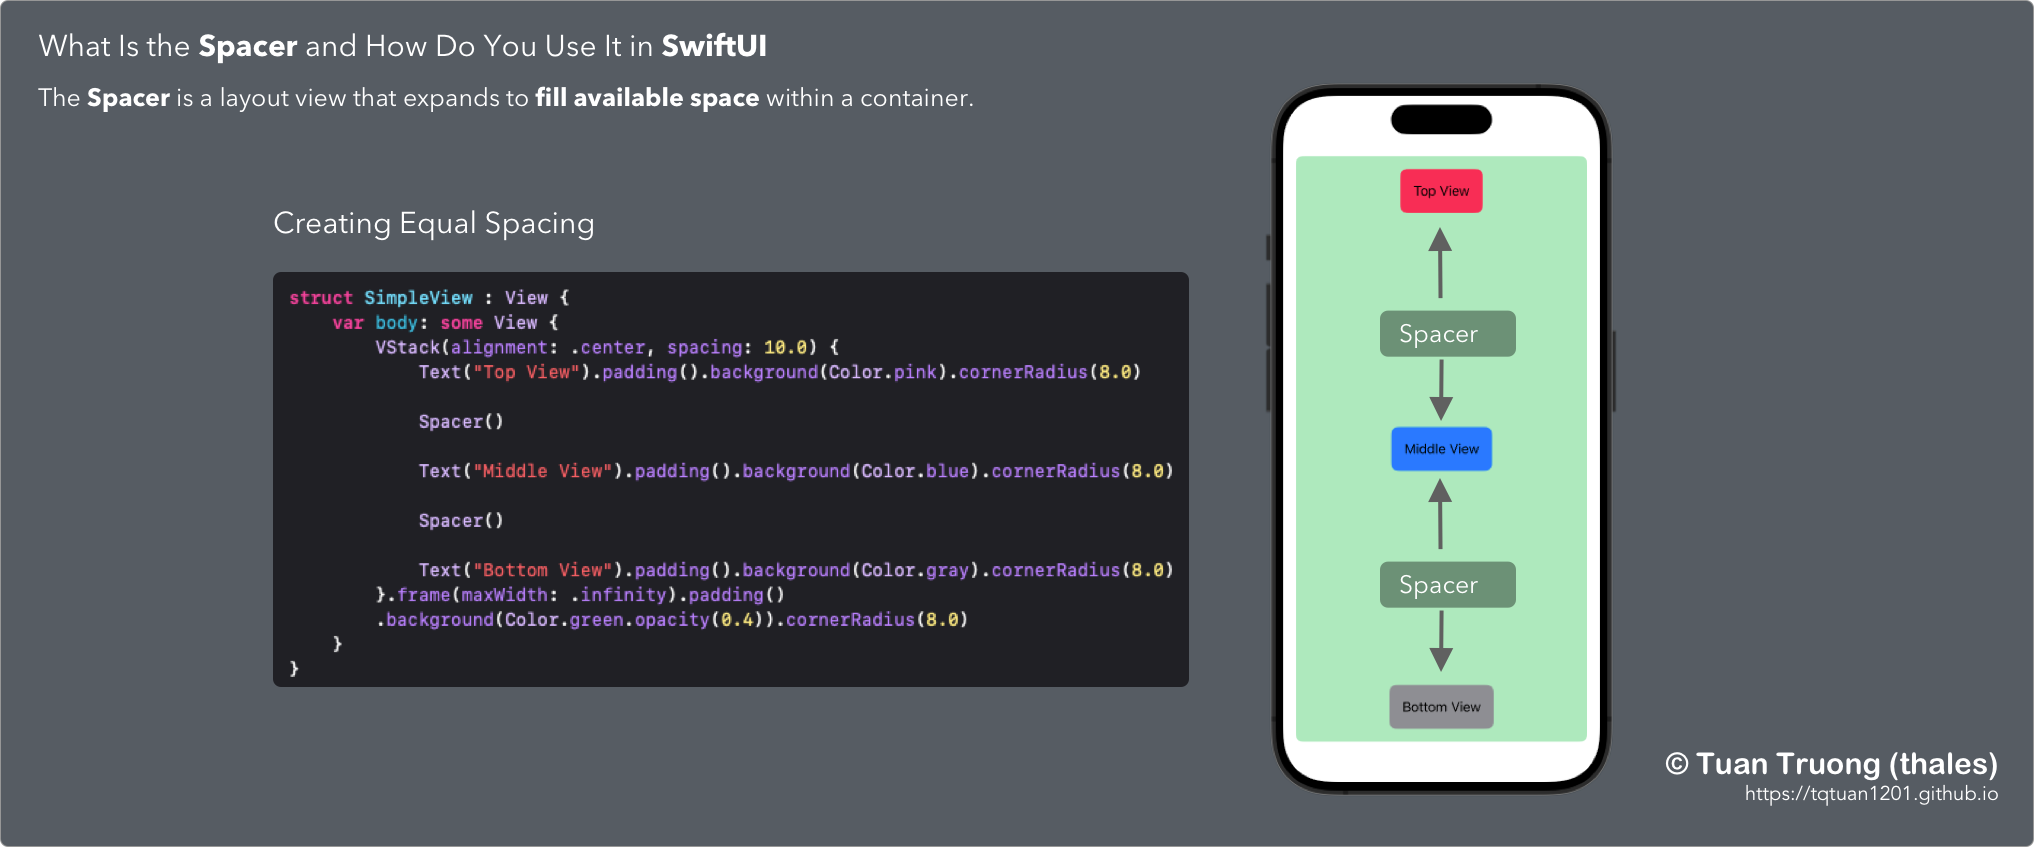 What Is the Spacer and How Do You Use It in SwiftUI
The Spacer is a layout view that expands to fill available space within a container.
Creating Equal Spacing
struct SimpleView : View {
    var body: some View {
        VStack(alignment: .center, spacing: 10.0) {
            Text("Top View").padding().background(Color.pink).cornerRadius(8.0)
            Spacer()
            Text("Middle View").padding().background(Color.blue).cornerRadius(8.0)
            Spacer()
            Text("Bottom View").padding().background(Color.gray).cornerRadius(8.0)
        }.frame(maxWidth: .infinity).padding()
        .background(Color.green.opacity(0.4)).cornerRadius(8.0)
    }
}
Top View
Spacer
Middle View
Spacer
Bottom View
© Tuan Truong (thales)
https://tqtuan1201.github.io